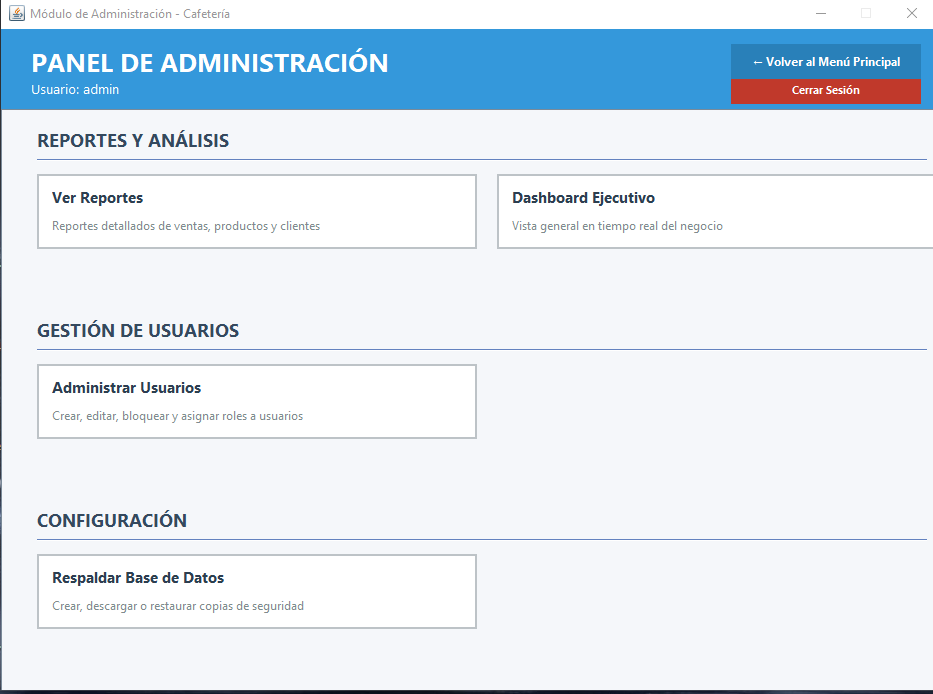 Módulo de Administración - Cafetería
PANEL DE ADMINISTRACIÓN
Usuario: admin
← Volver al Menú Principal
Cerrar Sesión
REPORTES Y ANÁLISIS
Ver Reportes
Reportes detallados de ventas, productos y clientes
Dashboard Ejecutivo
Vista general en tiempo real del negocio
GESTIÓN DE USUARIOS
Administrar Usuarios
Crear, editar, bloquear y asignar roles a usuarios
CONFIGURACIÓN
Respaldar Base de Datos
Crear, descargar o restaurar copias de seguridad